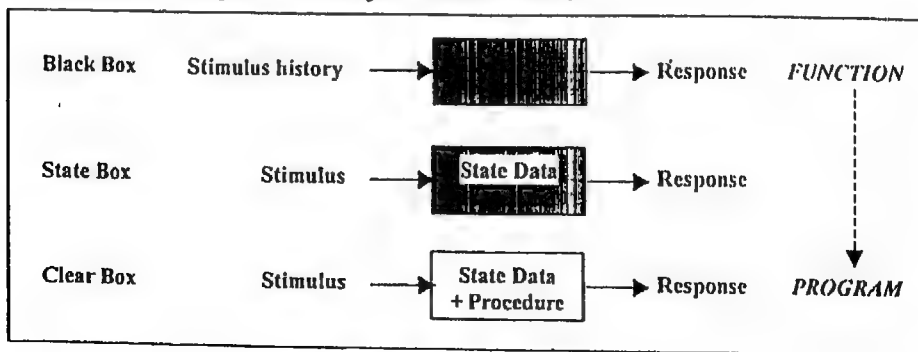 Black Box Stimulus history Response FUNCTION
State Box Stimulus State Data Response
Clear Box Stimulus State Data + Procedure Response PROGRAM